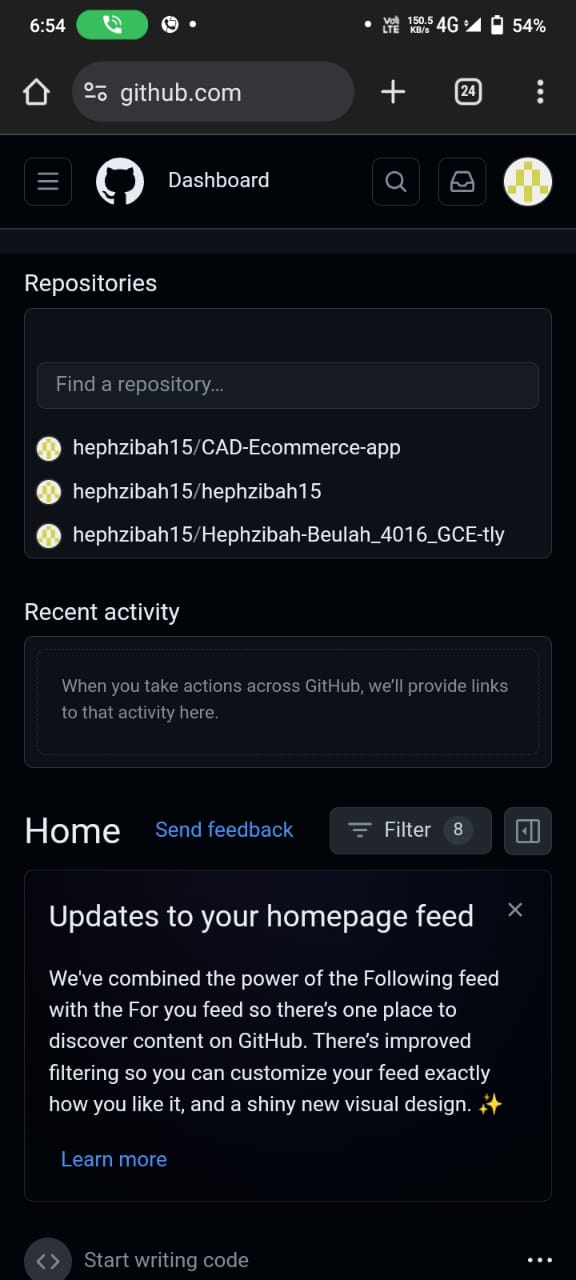 6:54
Vo) LTE 150.5 KB/s 4G 54%
github.com
24
Dashboard
Repositories
Find a repository…
hephzibah15/CAD-Ecommerce-app
hephzibah15/hephzibah15
hephzibah15/Hephzibah-Beulah_4016_GCE-tly
Recent activity
When you take actions across GitHub, we’ll provide links
to that activity here.
Home Send feedback Filter 8
Updates to your homepage feed
We've combined the power of the Following feed
with the For you feed so there’s one place to
discover content on GitHub. There’s improved
filtering so you can customize your feed exactly
how you like it, and a shiny new visual design. ✨
Learn more
Start writing code